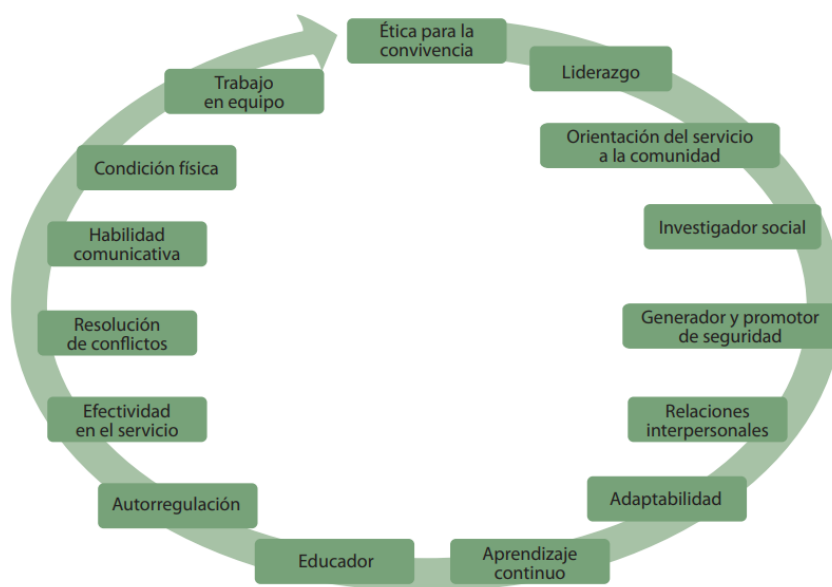 Ética para la
convivencia
Liderazgo
Orientación del servicio
a la comunidad
Investigador social
Generador y promotor
de seguridad
Relaciones
interpersonales
Adaptabilidad
Aprendizaje
continuo
Educador
Autorregulación
Efectividad
en el servicio
Resolución
de conflictos
Habilidad
comunicativa
Condición física
Trabajo
en equipo